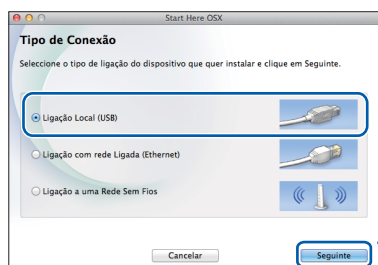 Start Here OSX
Tipo de Conexão
Seleccione o tipo de ligação do dispositivo que quer instalar e clique em Seguinte.
Ligação Local (USB)
Ligação com rede Ligada (Ethernet)
Ligação a uma Rede Sem Fios
Cancelar
Seguinte